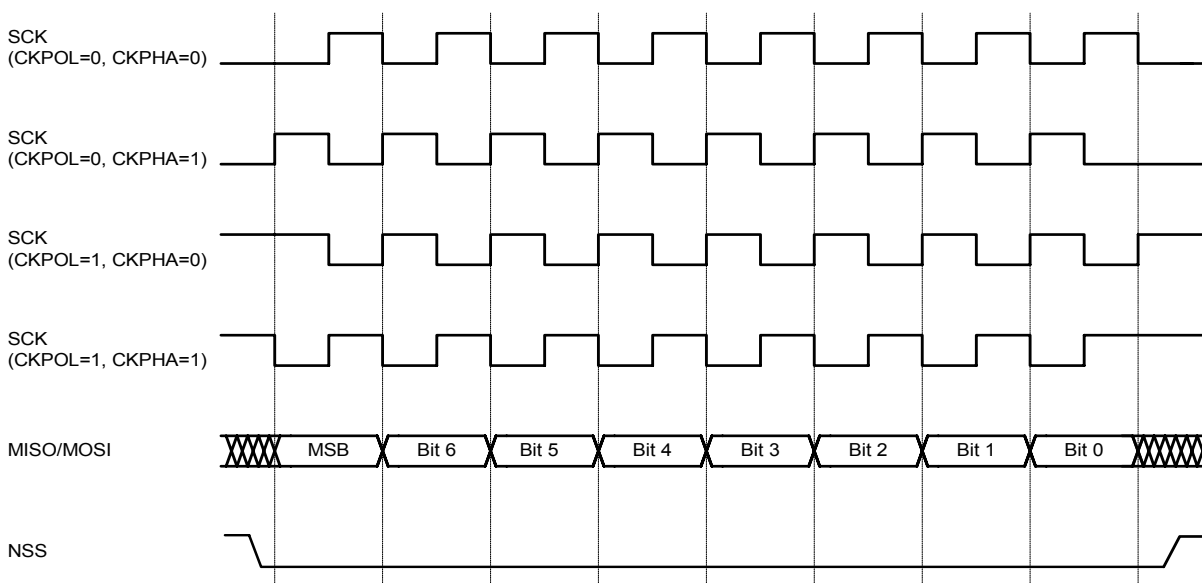 SCK
(CKPOL=0, CKPHA=0)
SCK
(CKPOL=0, CKPHA=1)
SCK
(CKPOL=1, CKPHA=0)
SCK
(CKPOL=1, CKPHA=1)
MISO/MOSI
MSB Bit 6 Bit 5 Bit 4 Bit 3 Bit 2 Bit 1 Bit 0
NSS